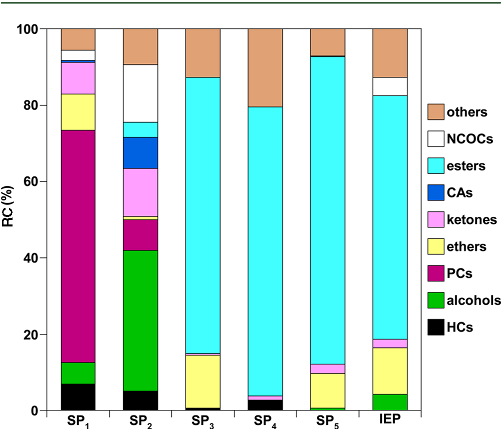 100
80
60
40
20
0
RC (%)
SP1 SP2 SP3 SP4 SP5 IEP
others
NCOCs
esters
CAs
ketones
ethers
PCs
alcohols
HCs